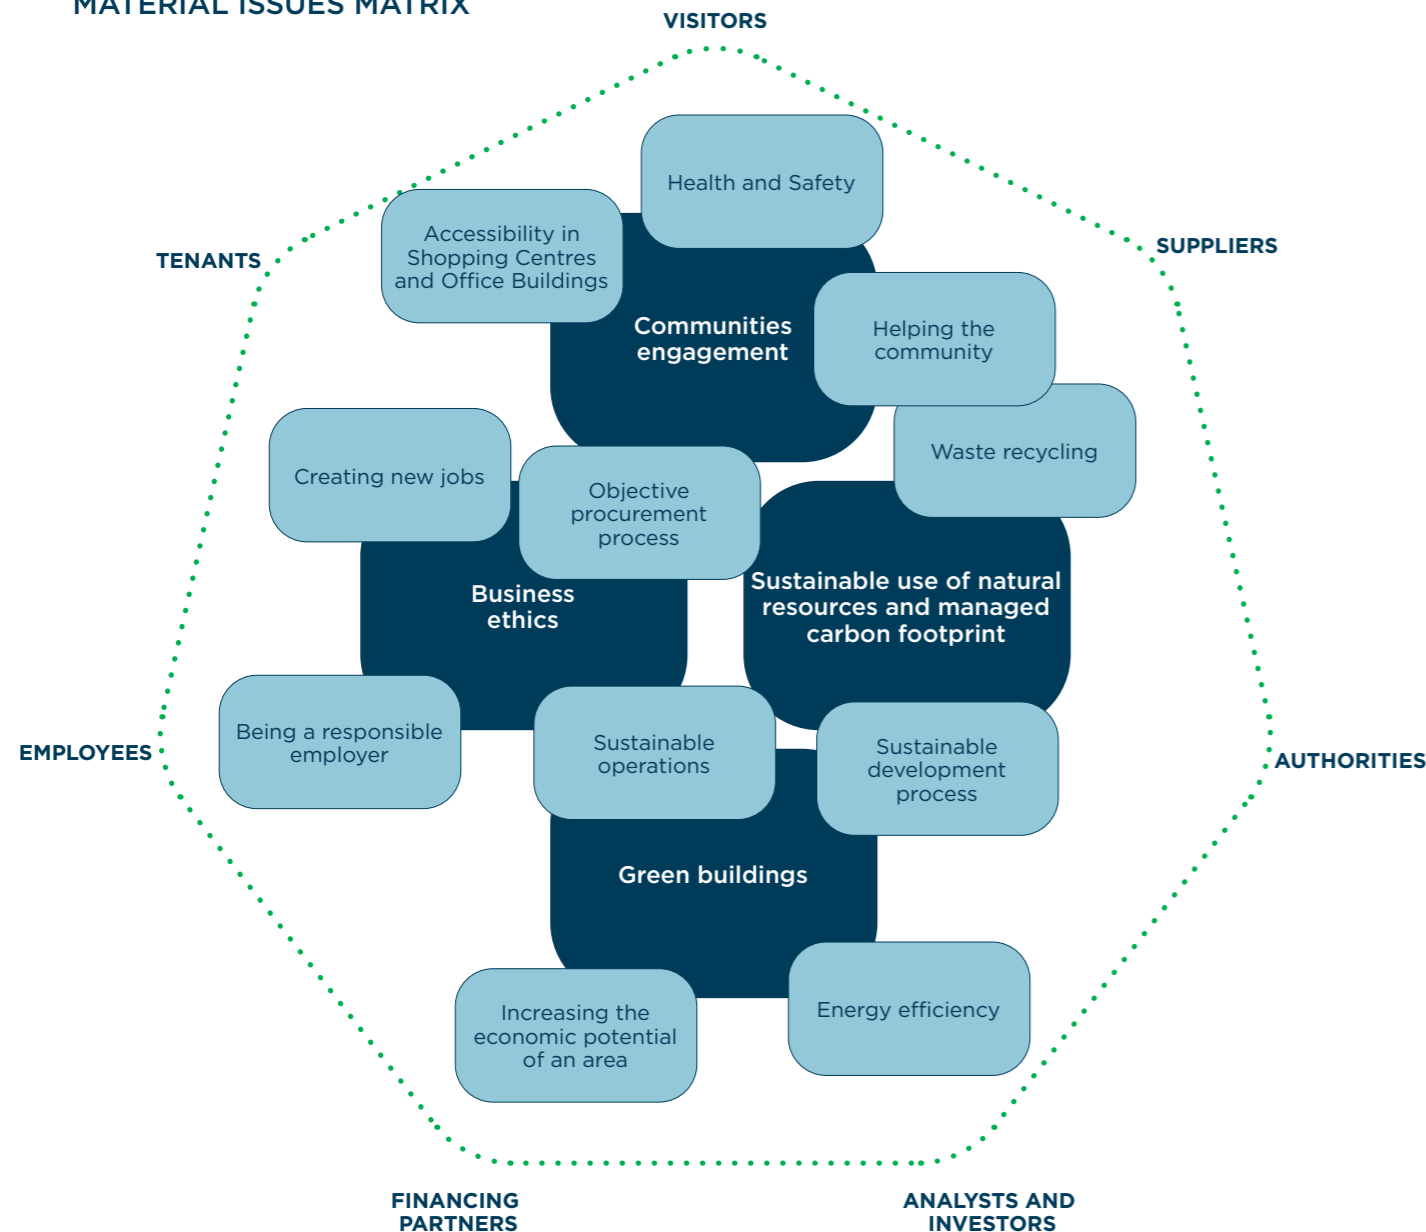 MATERIAL ISSUES MATRIX
VISITORS
Health and Safety
Accessibility in
Shopping Centres
and Office Buildings
TENANTS
SUPPLIERS
Communities
engagement
Helping the
community
Waste recycling
Creating new jobs
Objective
procurement
process
Business
ethics
Sustainable use of natural
resources and managed
carbon footprint
Being a responsible
employer
Sustainable
operations
Sustainable
development
process
EMPLOYEES
AUTHORITIES
Green buildings
Increasing the
economic potential
of an area
Energy efficiency
FINANCING
PARTNERS
ANALYSTS AND
INVESTORS